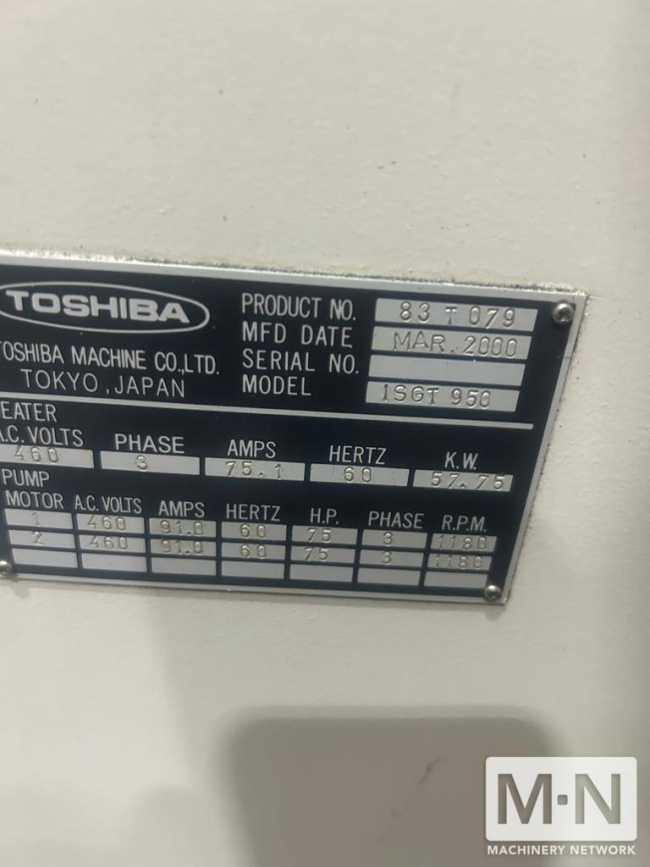 TOSHIBA
TOSHIBA MACHINE CO.,LTD.
TOKYO, JAPAN
PRODUCT NO. 83 T 079
MFD DATE MAR. 2000
SERIAL NO.
MODEL ISGT 950
EATER
A.C. VOLTS PHASE AMPS HERTZ K.W.
460 3 75.1 60 57.75
PUMP
MOTOR A.C. VOLTS AMPS HERTZ H.P. PHASE R.P.M.
1 460 91.0 60 75 3 1180
2 460 91.0 60 75 3 1180
M·N
MACHINERY NETWORK